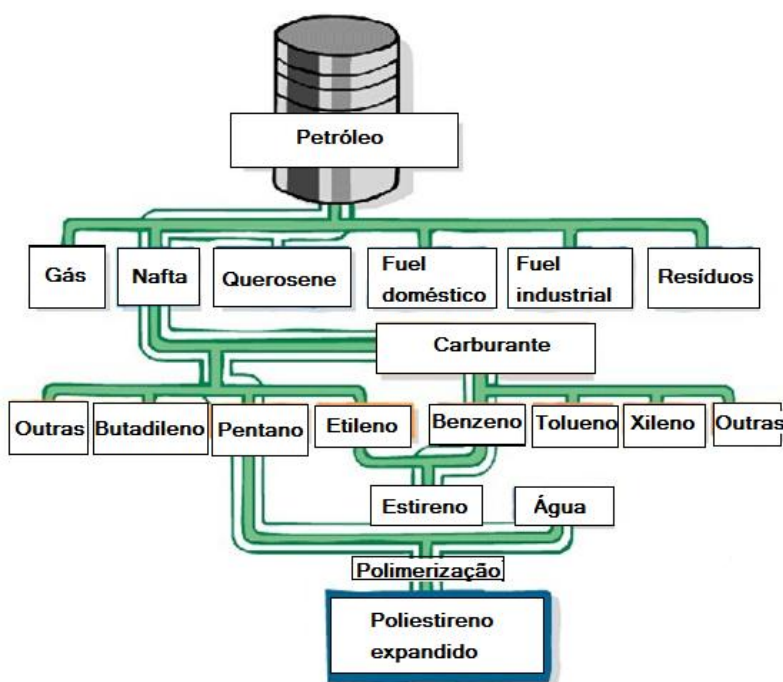 Petróleo
Gás
Nafta
Querosene
Fuel
doméstico
Fuel
industrial
Resíduos
Carburante
Outras
Butadileno
Pentano
Etileno
Benzeno
Tolueno
Xileno
Outras
Estireno
Água
Polimerização
Poliestireno
expandido